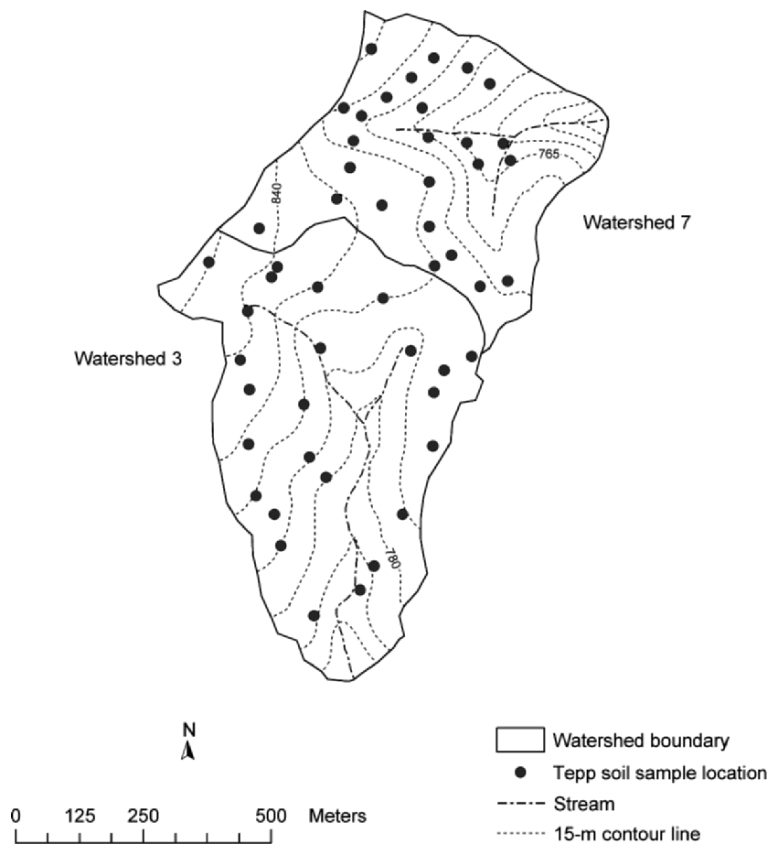 765
840
Watershed 7
Watershed 3
780
N
Watershed boundary
Tepp soil sample location
Stream
15-m contour line
0 125 250 500 Meters